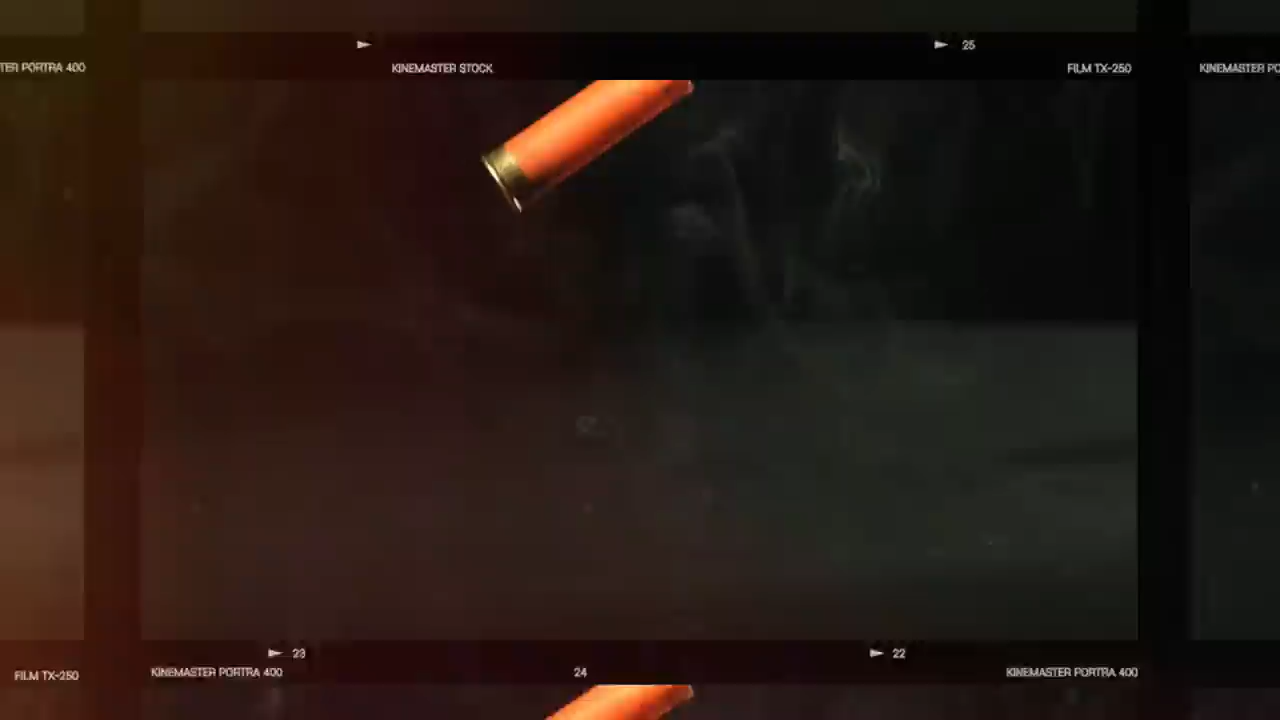 25
TER PORTRA 400
KINEMASTER STOCK
FILM TX-250
KINEMASTER PO
23
22
FILM TX-250
KINEMASTER PORTRA 400
24
KINEMASTER PORTRA 400